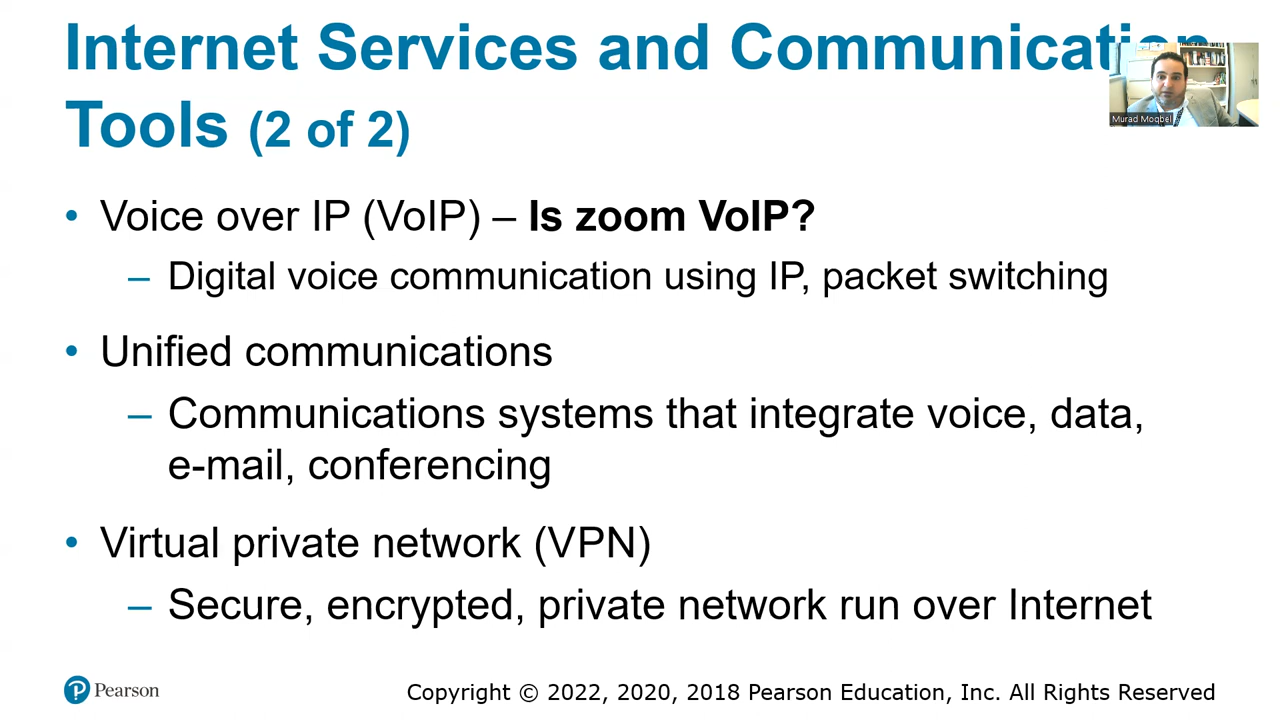 Internet Services and Communication
Tools (2 of 2)
Murad Moqbel
• Voice over IP (VoIP) – Is zoom VoIP?
– Digital voice communication using IP, packet switching
• Unified communications
– Communications systems that integrate voice, data,
e-mail, conferencing
• Virtual private network (VPN)
– Secure, encrypted, private network run over Internet
Pearson
Copyright © 2022, 2020, 2018 Pearson Education, Inc. All Rights Reserved